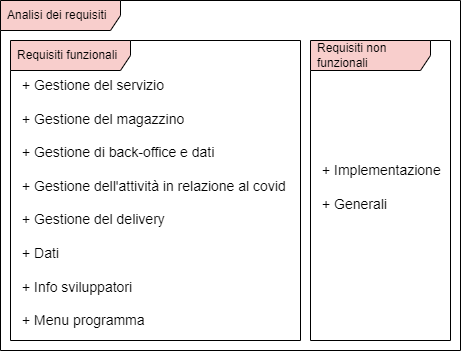 Analisi dei requisiti
Requisiti funzionali
+ Gestione del servizio
+ Gestione del magazzino
+ Gestione di back-office e dati
+ Gestione dell'attività in relazione al covid
+ Gestione del delivery
+ Dati
+ Info sviluppatori
+ Menu programma
Requisiti non
funzionali
+ Implementazione
+ Generali